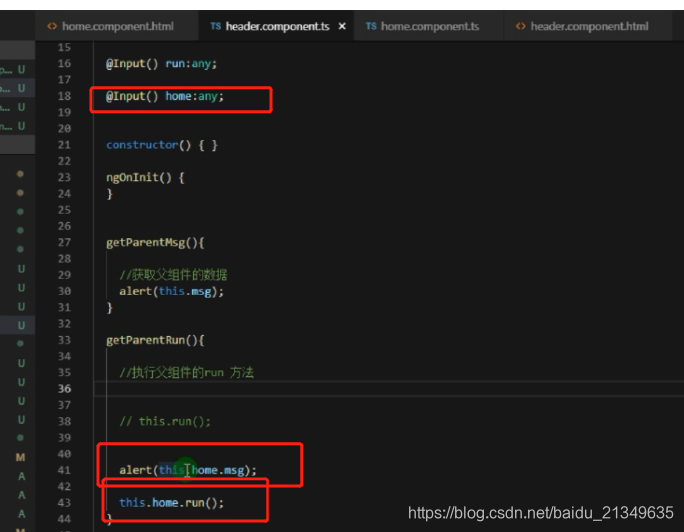 home.component.html TS header.component.ts × TS home.component.ts header.component.html
15
16 @Input() run:any;
17
18 @Input() home:any;
19
20
21 constructor() { }
22
23 ngOnInit() {
24 }
25
26
27 getParentMsg(){
28
29 //获取父组件的数据
30 alert(this.msg);
31 }
32
33 getParentRun(){
34
35 //执行父组件的run 方法
36
37
38 // this.run();
39
40
41 alert(this.home.msg);
42
43 this.home.run();
44 }
p... U
... U
n... U
... U
U
U
U
U
U
U
U
U
M
A
A
A
https://blog.csdn.net/baidu_21349635